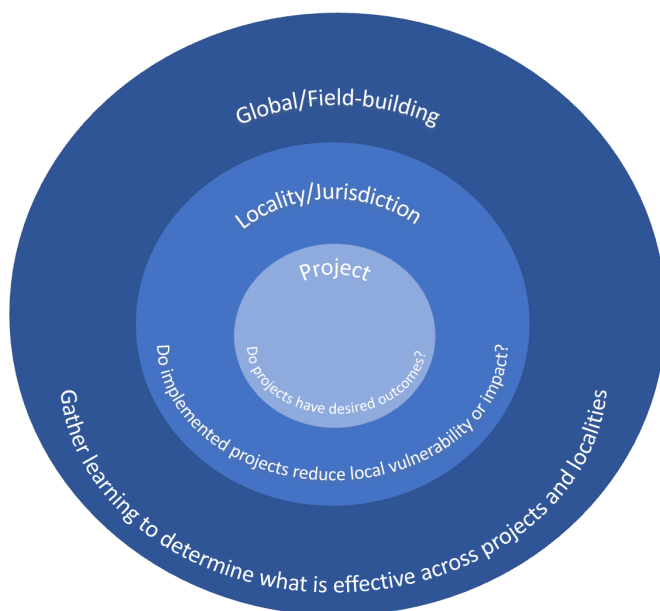 Global/Field-building
Locality/Jurisdiction
Project
Do projects have desired outcomes?
Do implemented projects reduce local vulnerability or impact?
Gather learning to determine what is effective across projects and localities